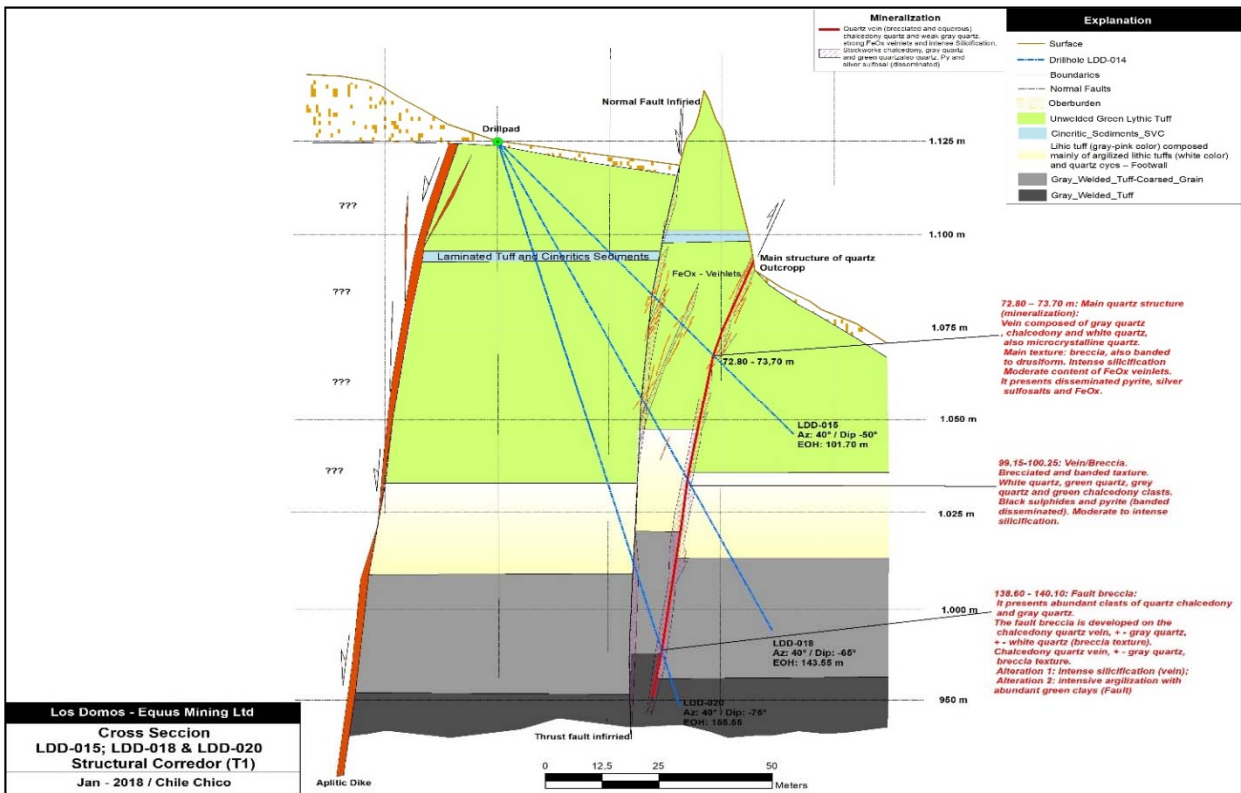 Mineralization
Quartz vein (brecciated and oquerous)
chalcedony quartz and weak gray quartz,
strong FeOx veinlets and intense Silicification.
Stockworks chalcedony, gray quartz
and green quartzalso quartz, Py and
silver sulfosal (disseminated)
Explanation
Surface
Drillhole LDD-014
Boundaries
Normal Faults
Oberburden
Unwelded Green Lythic Tuff
Cineritic_Sediments_SVC
Lihic tuff (gray-pink color) composed
mainly of argilized lithic tuffs (white color)
and quartz eyes – Footwall
Gray_Welded_Tuff-Coarsed_Grain
Gray_Welded_Tuff
Normal Fault Infiried
Drillpad
1.125 m
???
1.100 m
Laminated Tuff and Cineritics Sediments
Main structure of quartz
Outcropp
FeOx - Veinlets
???
1.075 m
72.80 – 73.70 m: Main quartz structure
(mineralization):
Vein composed of gray quartz
, chalcedony and white quartz,
also microcrystalline quartz.
Main texture: breccia, also banded
to drusiform. Intense silicification
Moderate content of FeOx veinlets.
It presents disseminated pyrite, silver
sulfosalts and FeOx.
72.80 - 73,70 m
???
1.050 m
LDD-015
Az: 40° / Dip -50°
EOH: 101.70 m
???
99.15-100.25: Vein/Breccia.
Brecciated and banded taxture.
White quartz, green quartz, grey
quartz and green chalcedony clasts.
Black sulphides and pyrite (banded
disseminated). Moderate to intense
silicification.
1.025 m
1.000 m
138.60 - 140.10: Fault breccia:
It presents abundant clasts of quartz chalcedony
and gray quartz.
The fault breccia is developed on the
chalcedony quartz vein, + - gray quartz,
+ - white quartz (breccia texture).
Chalcedony quartz vein, + - gray quartz,
breccia texture.
Alteration 1: intense silicification (vein);
Alteration 2: intensive argilization with
abundant green clays (Fault)
LDD-018
Az: 40° / Dip: -65°
EOH: 143.55 m
950 m
LDD-020
Az: 40° / Dip: -75°
Thrust fault infirried
Aplitic Dike
0 12.5 25 50
Meters
Los Domos - Equus Mining Ltd
Cross Seccion
LDD-015; LDD-018 & LDD-020
Structural Corredor (T1)
Jan - 2018 / Chile Chico